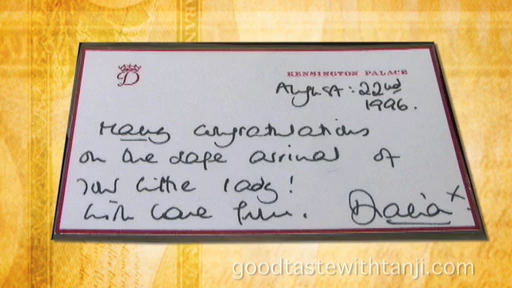 D
KENSINGTON PALACE
August: 22nd
1996.
Many congratulations
on the safe arrival of
your little lady!
with love from.
Diana x.
goodtastewithtanji.com